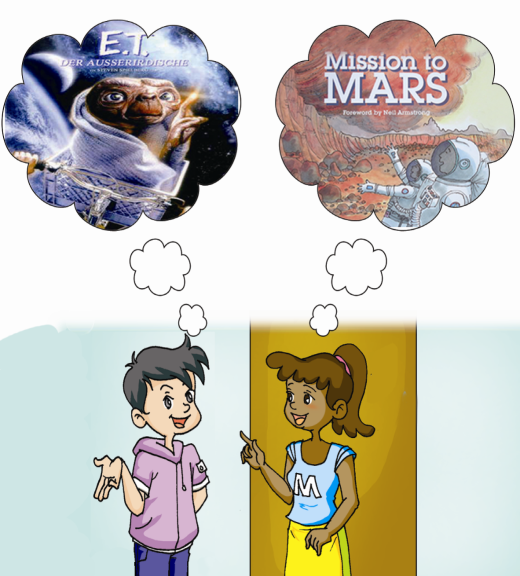 E.T.
DER AUSSERIRDISCHE
Mission to
MARS
Foreword by Neil Armstrong
M